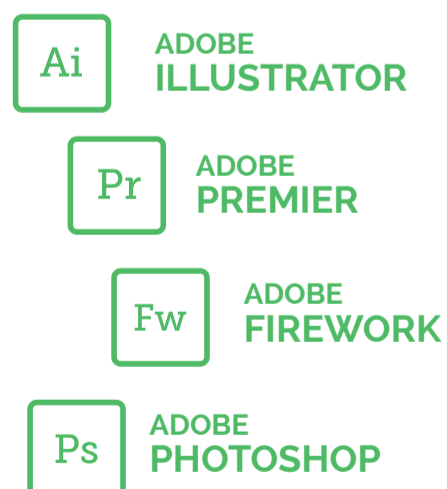 Ai
ADOBE
ILLUSTRATOR
Pr
ADOBE
PREMIER
Fw
ADOBE
FIREWORK
Ps
ADOBE
PHOTOSHOP